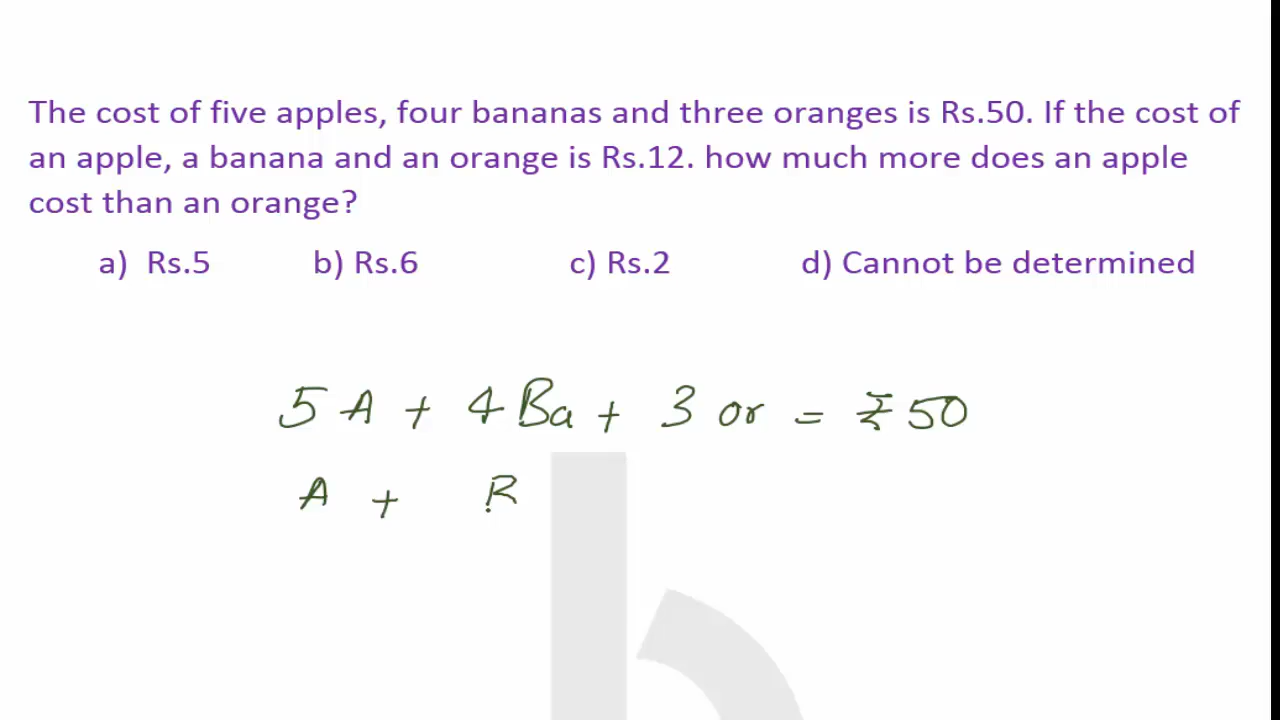 The cost of five apples, four bananas and three oranges is Rs.50. If the cost of
an apple, a banana and an orange is Rs.12. how much more does an apple
cost than an orange?
a) Rs.5 b) Rs.6 c) Rs.2 d) Cannot be determined
5 A + 4 Ba + 3 or = ₹ 50
A +